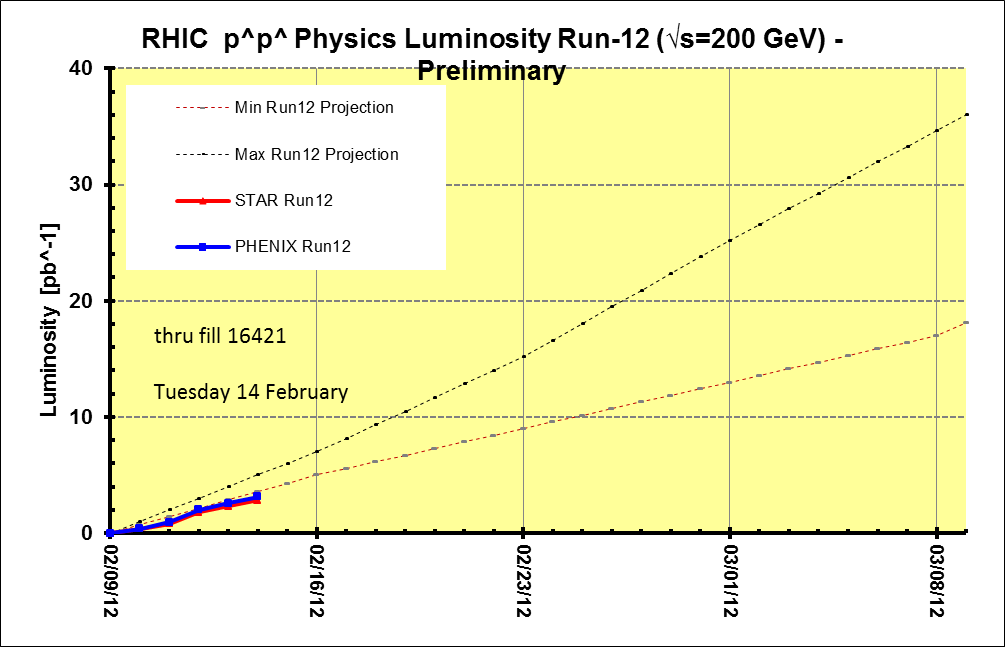 RHIC p^p^ Physics Luminosity Run-12 (√s=200 GeV) -
Preliminary
40
30
20
10
0
Luminosity [pb^-1]
Min Run12 Projection
Max Run12 Projection
STAR Run12
PHENIX Run12
thru fill 16421
Tuesday 14 February
02/09/12
02/16/12
02/23/12
03/01/12
03/08/12